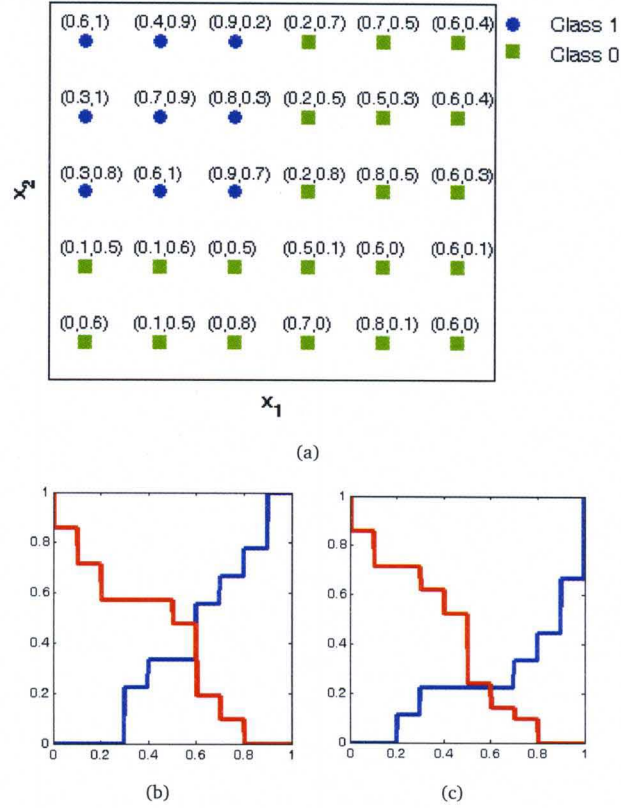 (0.6,1) (0.4,0.9) (0.9,0.2) (0.2,0.7) (0.7,0.5) (0.6,0.4)
Class 1
Class 0
(0.3,1) (0.7,0.9) (0.8,0.3) (0.2,0.5) (0.5,0.3) (0.6,0.4)
(0.3,0.8) (0.6,1) (0.9,0.7) (0.2,0.8) (0.8,0.5) (0.6,0.3)
x2
(0.1,0.5) (0.1,0.6) (0,0.5) (0.5,0.1) (0.6,0) (0.6,0.1)
(0,0.6) (0.1,0.5) (0,0.8) (0.7,0) (0.8,0.1) (0.6,0)
x1
(a)
1
0.8
0.6
0.4
0.2
0
0 0.2 0.4 0.6 0.8 1
(b)
1
0.8
0.6
0.4
0.2
0
0 0.2 0.4 0.6 0.8 1
(c)